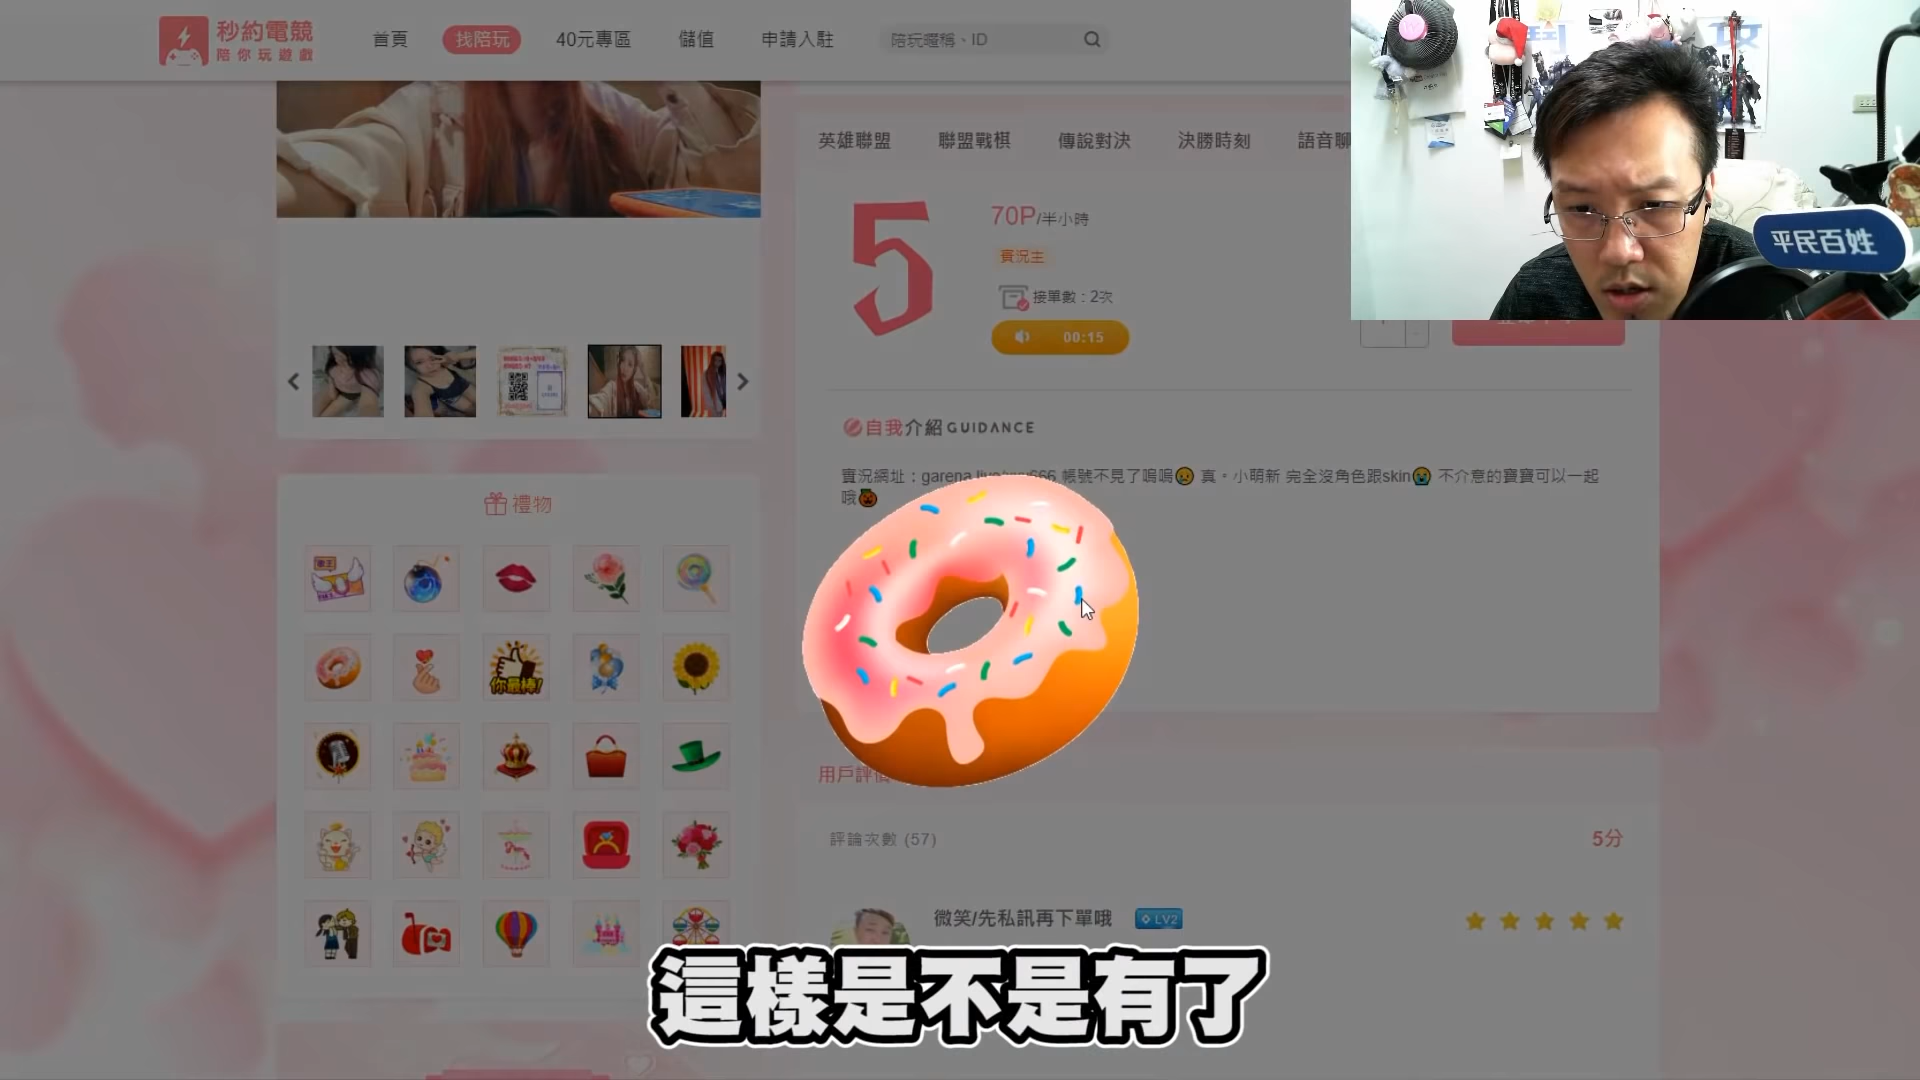 秒約電競
陪你玩遊戲
首頁
找陪玩
40元專區
儲值
申請入駐
陪玩暱稱、ID
平民百姓
英雄聯盟
聯盟戰棋
傳說對決
決勝時刻
語音聊
5
70P/半小時
實況主
接單數：2次
00:15
自我介紹 GUIDANCE
實況網址：garena.live 666 帳號不見了嗚嗚 真。小萌新 完全沒角色跟skin 不介意的寶寶可以一起
哦
禮物
你最棒!
用戶評價
評論次數 (57)
5分
微笑/先私訊再下單哦
LV2
這樣是不是有了